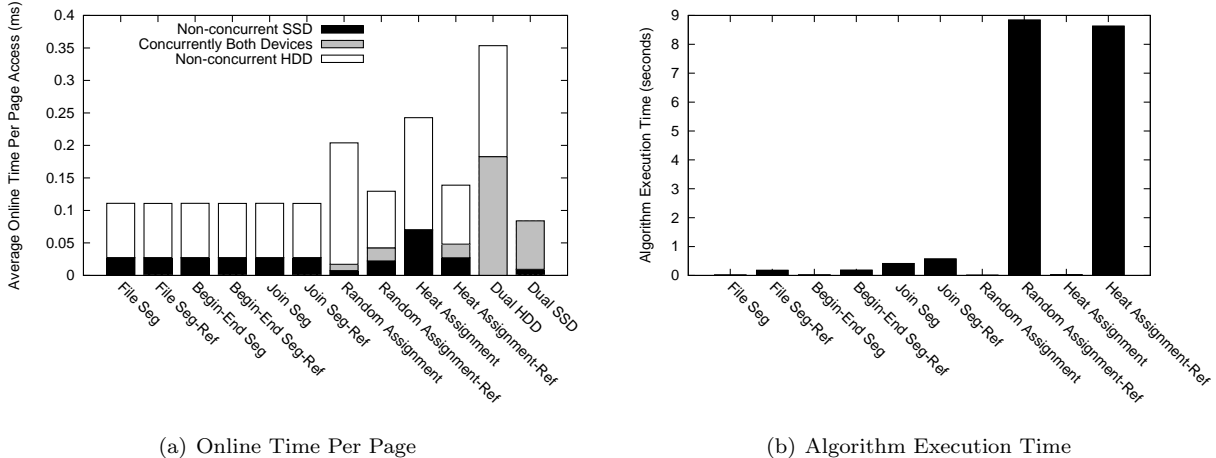 Average Online Time Per Page Access (ms)
0.4
0.35
0.3
0.25
0.2
0.15
0.1
0.05
0
Non-concurrent SSD
Concurrently Both Devices
Non-concurrent HDD
File Seg
File Seg-Ref
Begin-End Seg
Begin-End Seg-Ref
Join Seg
Join Seg-Ref
Random Assignment
Random Assignment-Ref
Heat Assignment
Heat Assignment-Ref
Dual HDD
Dual SSD
(a) Online Time Per Page
Algorithm Execution Time (seconds)
9
8
7
6
5
4
3
2
1
0
File Seg
File Seg-Ref
Begin-End Seg
Begin-End Seg-Ref
Join Seg
Join Seg-Ref
Random Assignment
Random Assignment-Ref
Heat Assignment
Heat Assignment-Ref
(b) Algorithm Execution Time